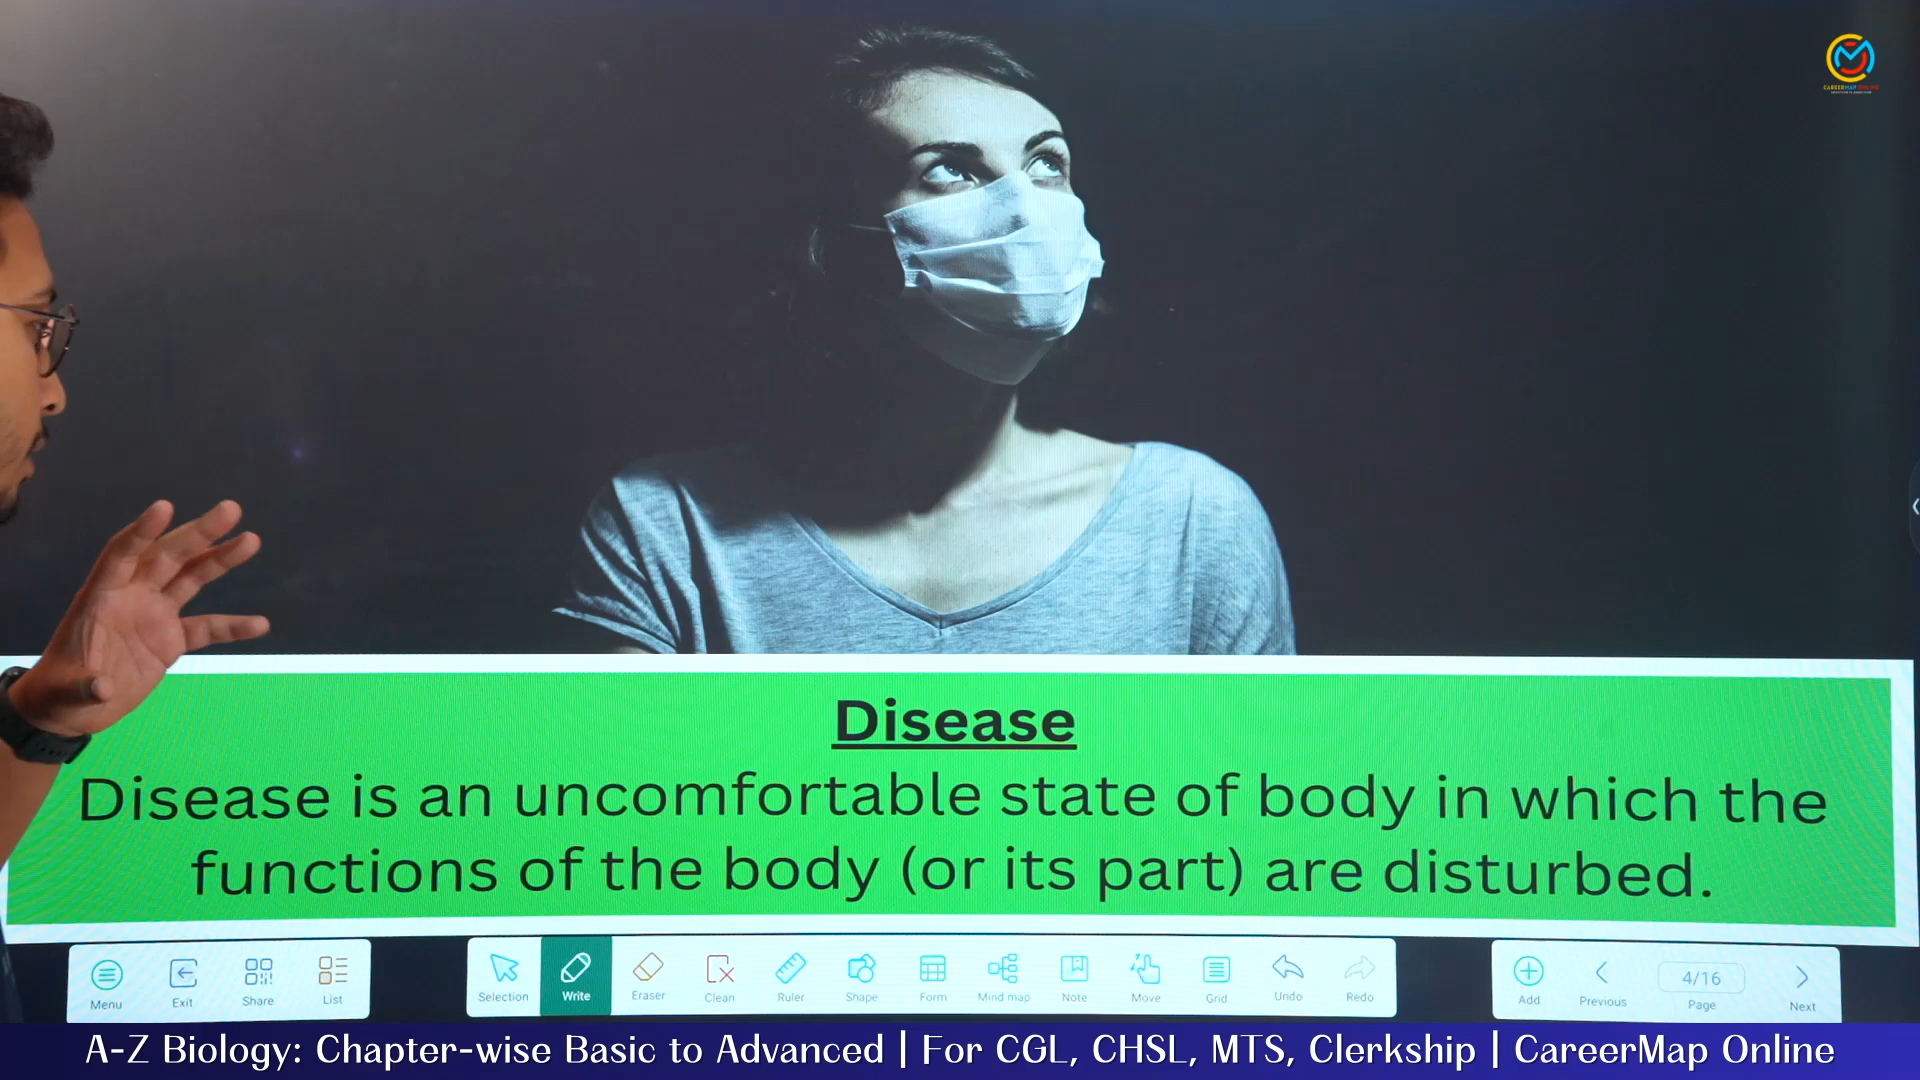 CAREERMAP ONLINE
Disease
Disease is an uncomfortable state of body in which the
functions of the body (or its part) are disturbed.
Menu
Exit
Share
List
Selection
Write
Eraser
Clean
Ruler
Shape
Form
Mind map
Note
Move
Grid
Undo
Redo
Add
Previous
4/16
Page
Next
A-Z Biology: Chapter-wise Basic to Advanced | For CGL, CHSL, MTS, Clerkship | CareerMap Online